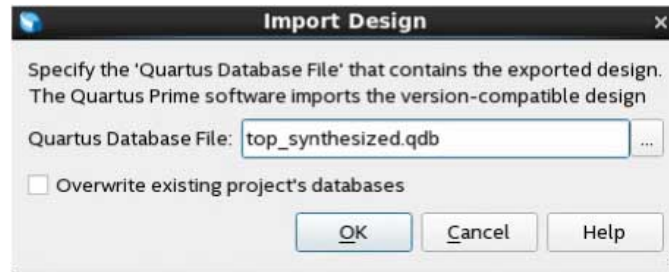 Import Design
×
Specify the 'Quartus Database File' that contains the exported design.
The Quartus Prime software imports the version-compatible design
Quartus Database File: top_synthesized.qdb ...
Overwrite existing project's databases
OK Cancel Help